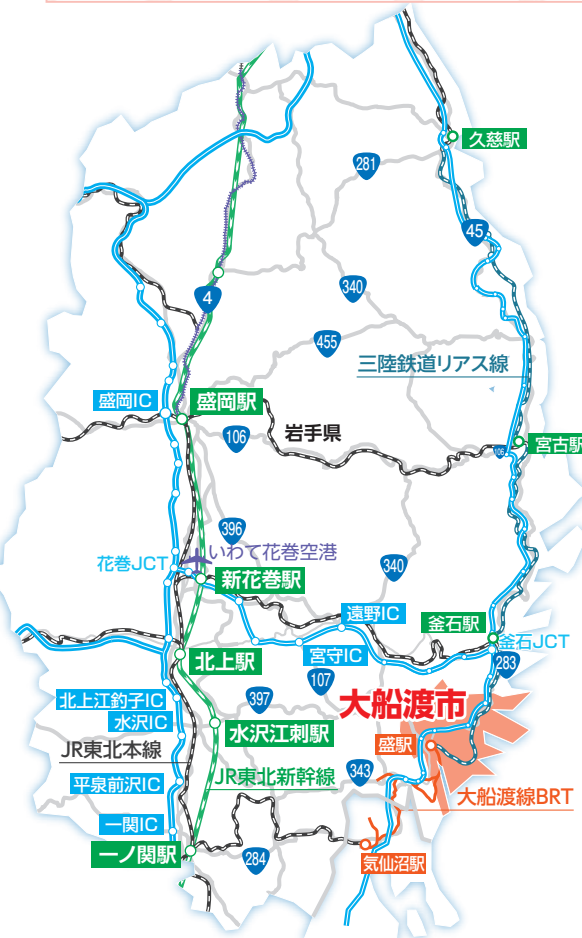 久慈駅
281
45
340
4
455
三陸鉄道リアス線
盛岡IC
盛岡駅
106
岩手県
宮古駅
106
396
いわて花巻空港
花巻JCT
新花巻駅
340
遠野IC
釜石駅
釜石JCT
宮守IC
北上駅
283
107
北上江釣子IC
397
大船渡市
水沢IC
水沢江刺駅
盛駅
JR東北本線
JR東北新幹線
343
平泉前沢IC
大船渡線BRT
一関IC
一ノ関駅
284
気仙沼駅